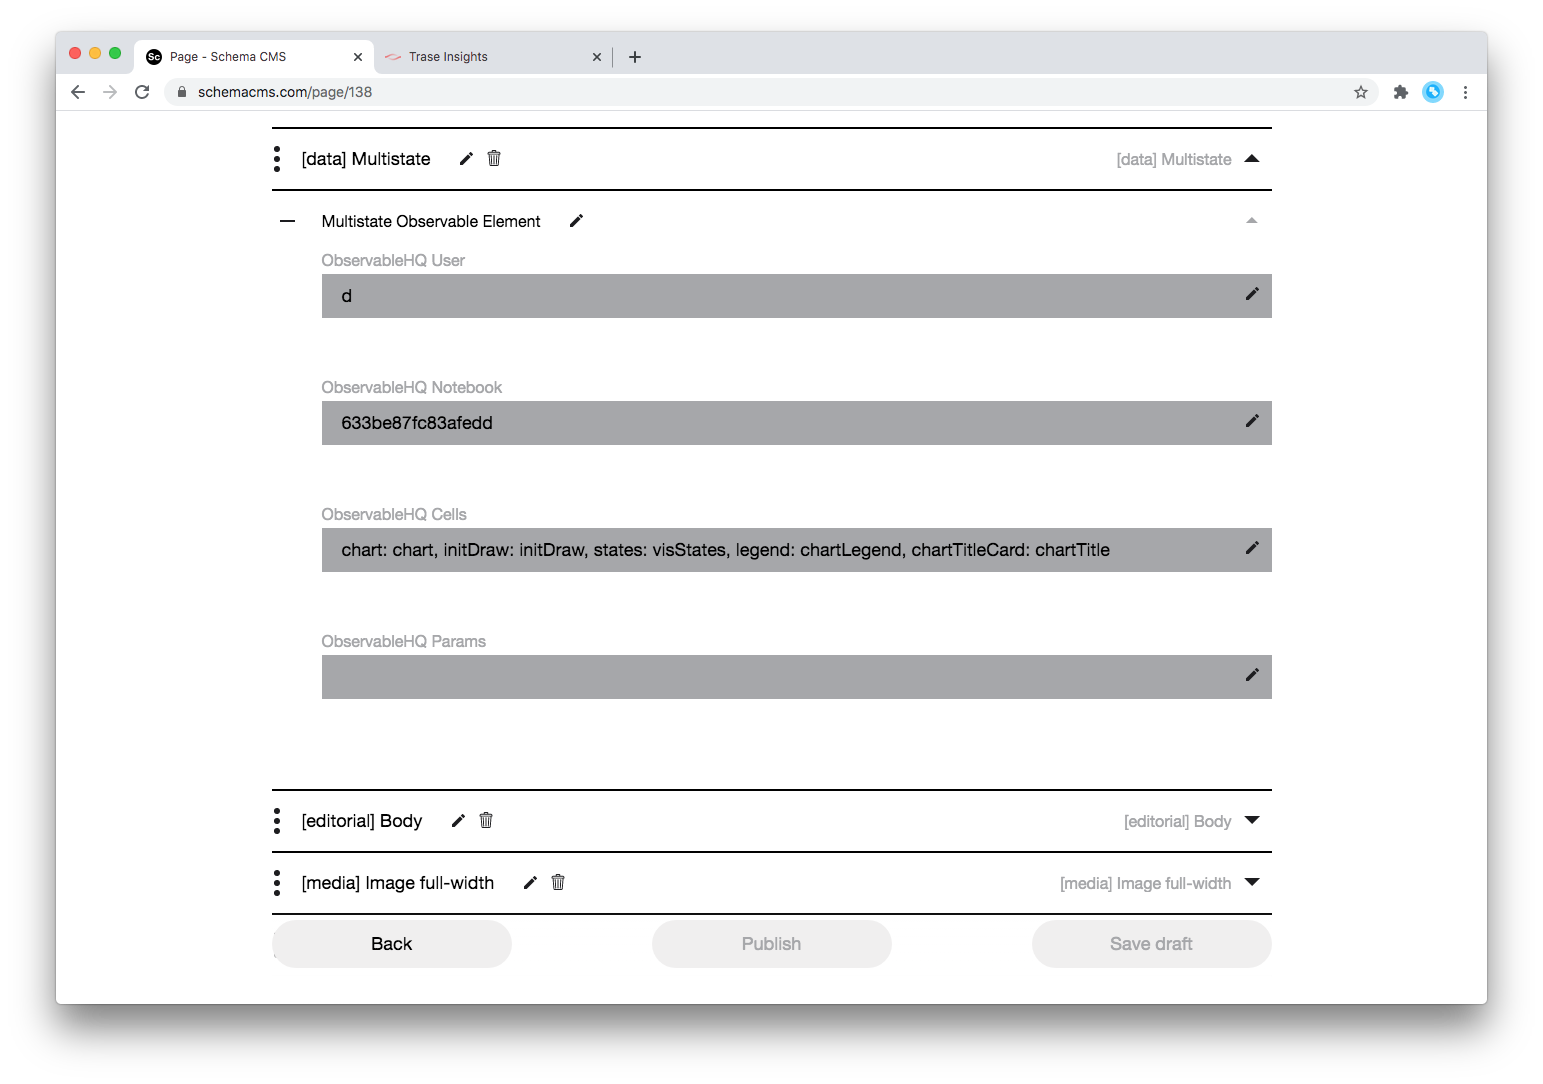 Sc Page - Schema CMS
Trase Insights
schemacms.com/page/138
[data] Multistate
[data] Multistate
Multistate Observable Element
ObservableHQ User
d
ObservableHQ Notebook
633be87fc83afedd
ObservableHQ Cells
chart: chart, initDraw: initDraw, states: visStates, legend: chartLegend, chartTitleCard: chartTitle
ObservableHQ Params
[editorial] Body
[editorial] Body
[media] Image full-width
[media] Image full-width
Back
Publish
Save draft